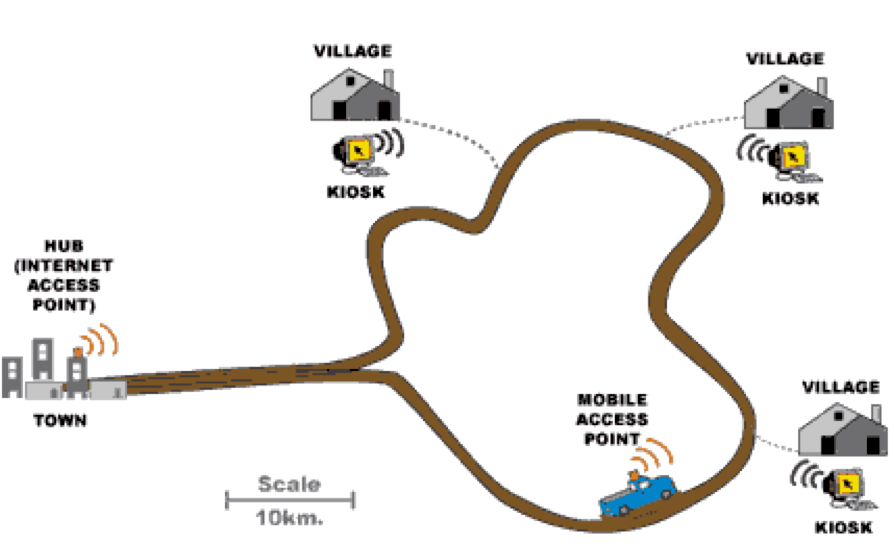 VILLAGE
KIOSK
VILLAGE
KIOSK
HUB
(INTERNET
ACCESS
POINT)
TOWN
MOBILE
ACCESS
POINT
VILLAGE
KIOSK
Scale
10km.